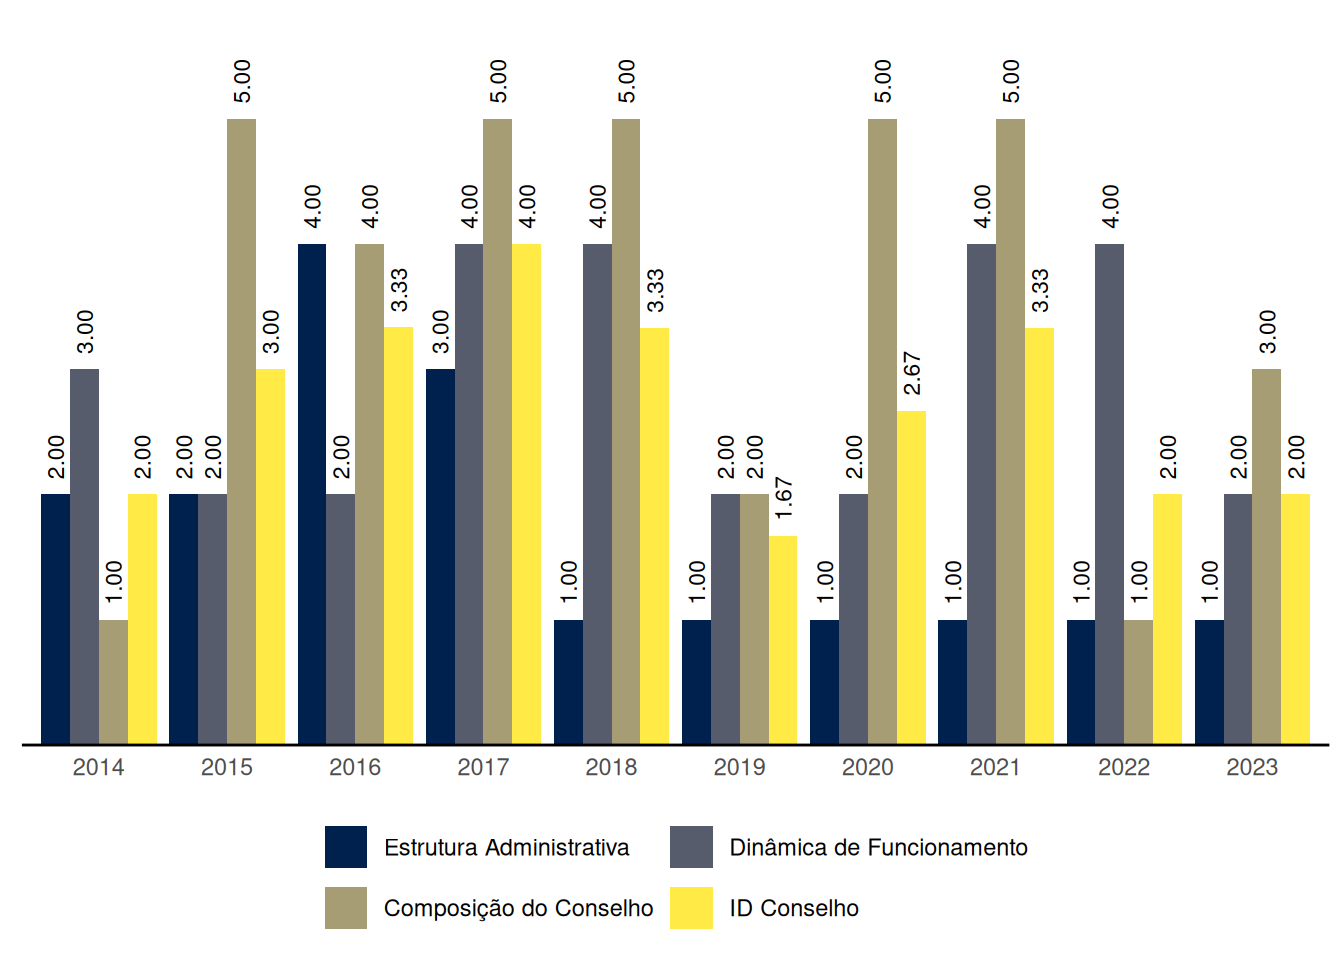 5.00 5.00 5.00 5.00 5.00
4.00 4.00 4.00 4.00 4.00 4.00 4.00
3.33 3.33 3.33
3.00 3.00 3.00 3.00
2.67
2.00 2.00 2.00 2.00 2.00 2.00 2.00 2.00 2.00 2.00 2.00
1.67
1.00 1.00 1.00 1.00 1.00 1.00 1.00 1.00
2014 2015 2016 2017 2018 2019 2020 2021 2022 2023
Estrutura Administrativa Dinâmica de Funcionamento
Composição do Conselho ID Conselho